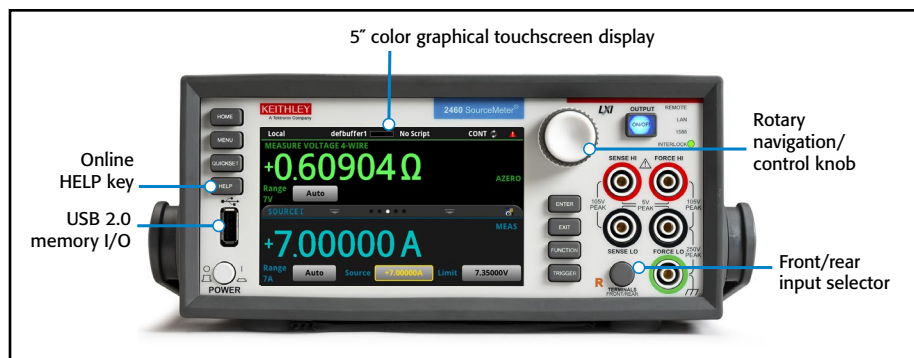 5″ color graphical touchscreen display
KEITHLEY
A Tektronix Company
2460 SourceMeter®
LXI
OUTPUT
ON/OFF
REMOTE
LAN
1588
INTERLOCK
HOME
MENU
QUICKSET
HELP
Local defbuffer1 No Script CONT
MEASURE VOLTAGE 4-WIRE
+0.60904 Ω
AZERO
Range
7V
Auto
SOURCE I
MEAS
+7.00000 A
Range
7A
Auto
Source +7.00000A Limit 7.35000V
POWER
ENTER
EXIT
FUNCTION
TRIGGER
SENSE HI FORCE HI
105V
PEAK
6V
PEAK
105V
PEAK
SENSE LO FORCE LO
250V
PEAK
R
TERMINALS
FRONT/REAR
Online
HELP key
USB 2.0
memory I/O
Rotary
navigation/
control knob
Front/rear
input selector